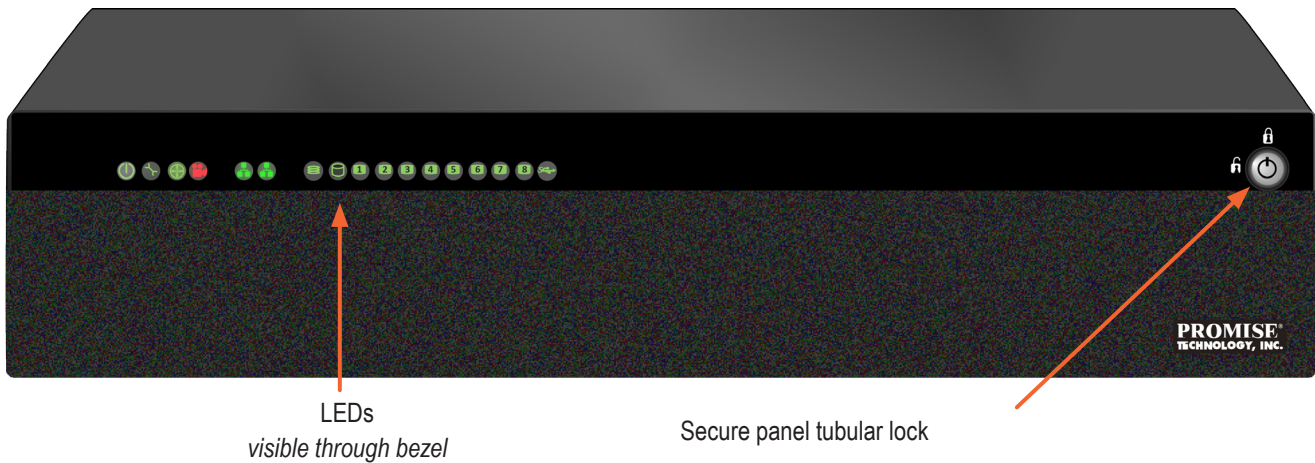 1 2 3 4 5 6 7 8
PROMISE®
TECHNOLOGY, INC.
LEDs
visible through bezel
Secure panel tubular lock